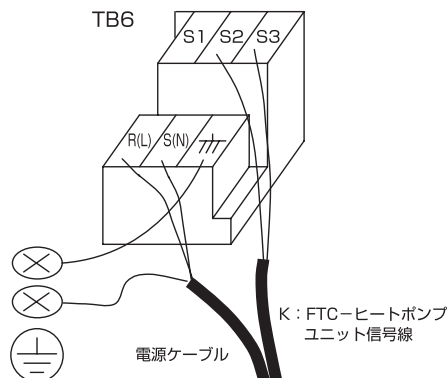 TB6
S1 S2 S3
R(L) S(N)
K：FTC－ヒートポンプ
ユニット信号線
電源ケーブル